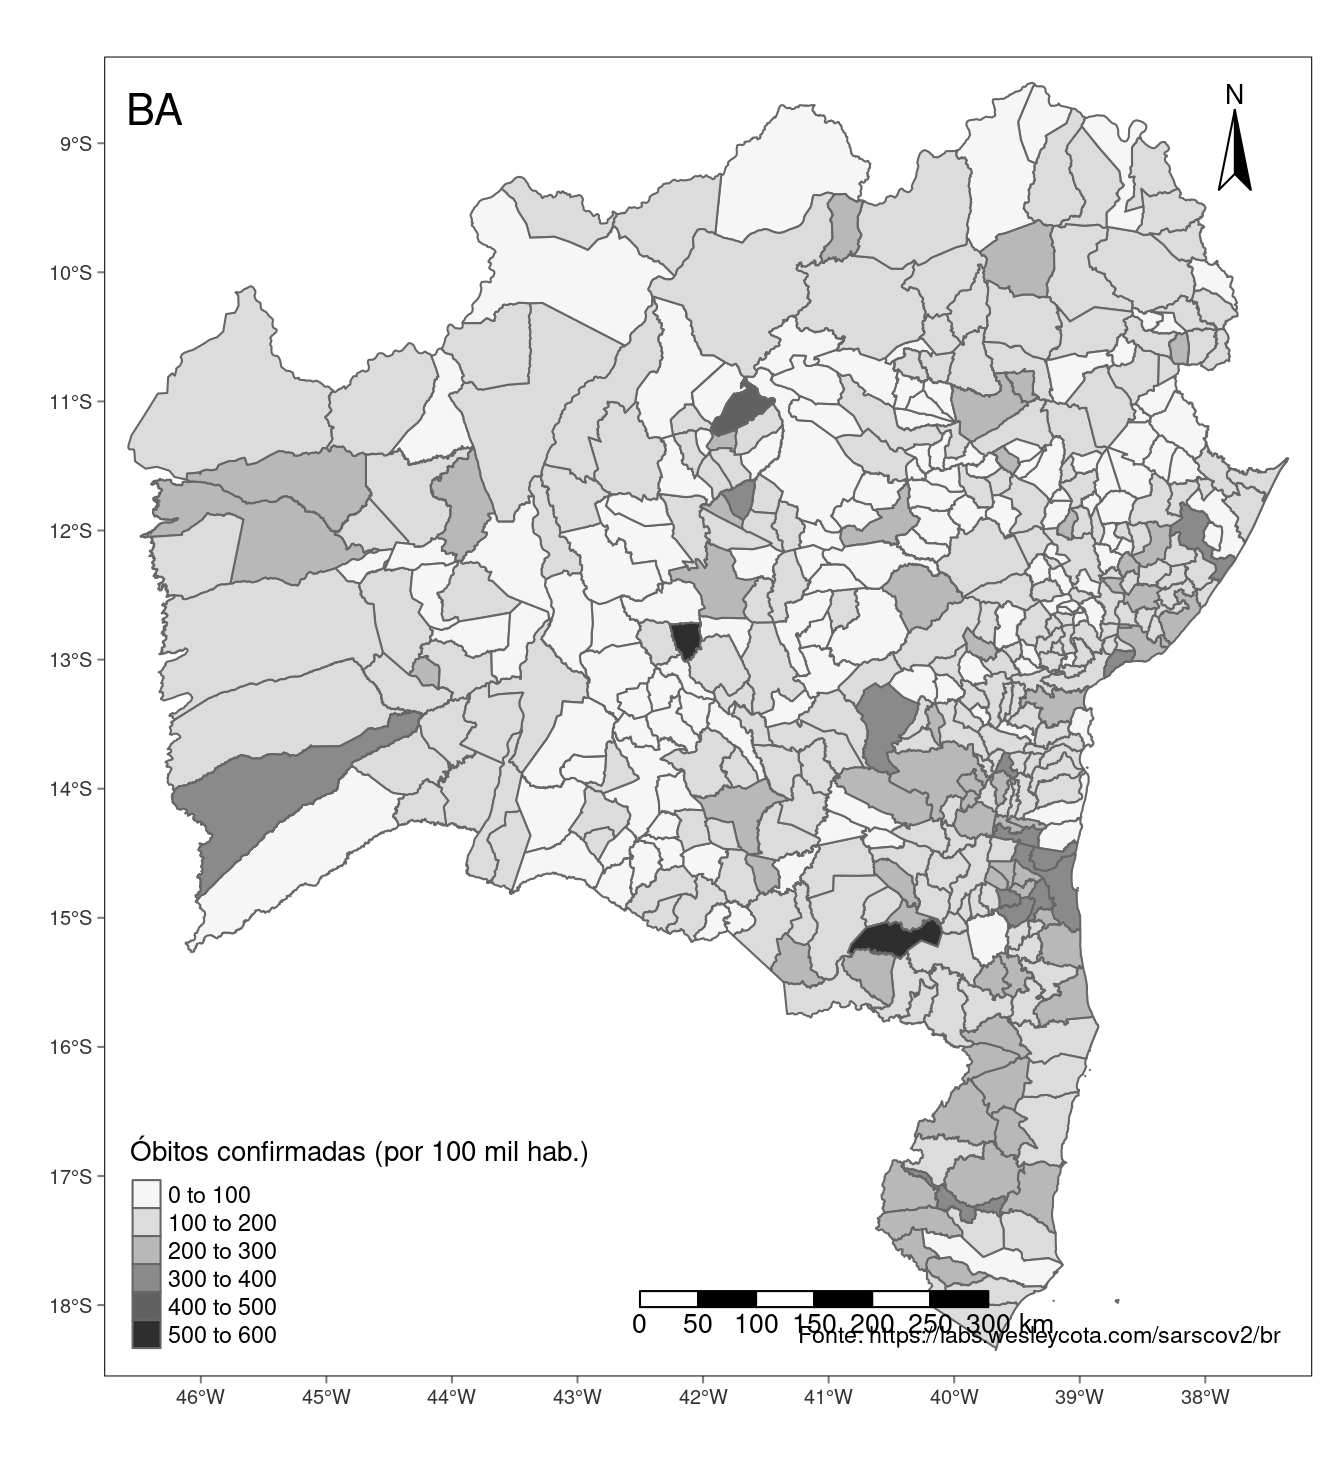 BA
N
9°S
10°S
11°S
12°S
13°S
14°S
15°S
16°S
17°S
18°S
Óbitos confirmadas (por 100 mil hab.)
0 to 100
100 to 200
200 to 300
300 to 400
400 to 500
500 to 600
0 50 100 150 200 250 300 km
Fonte: https://labs.wesleycota.com/sarscov2/br
46°W 45°W 44°W 43°W 42°W 41°W 40°W 39°W 38°W